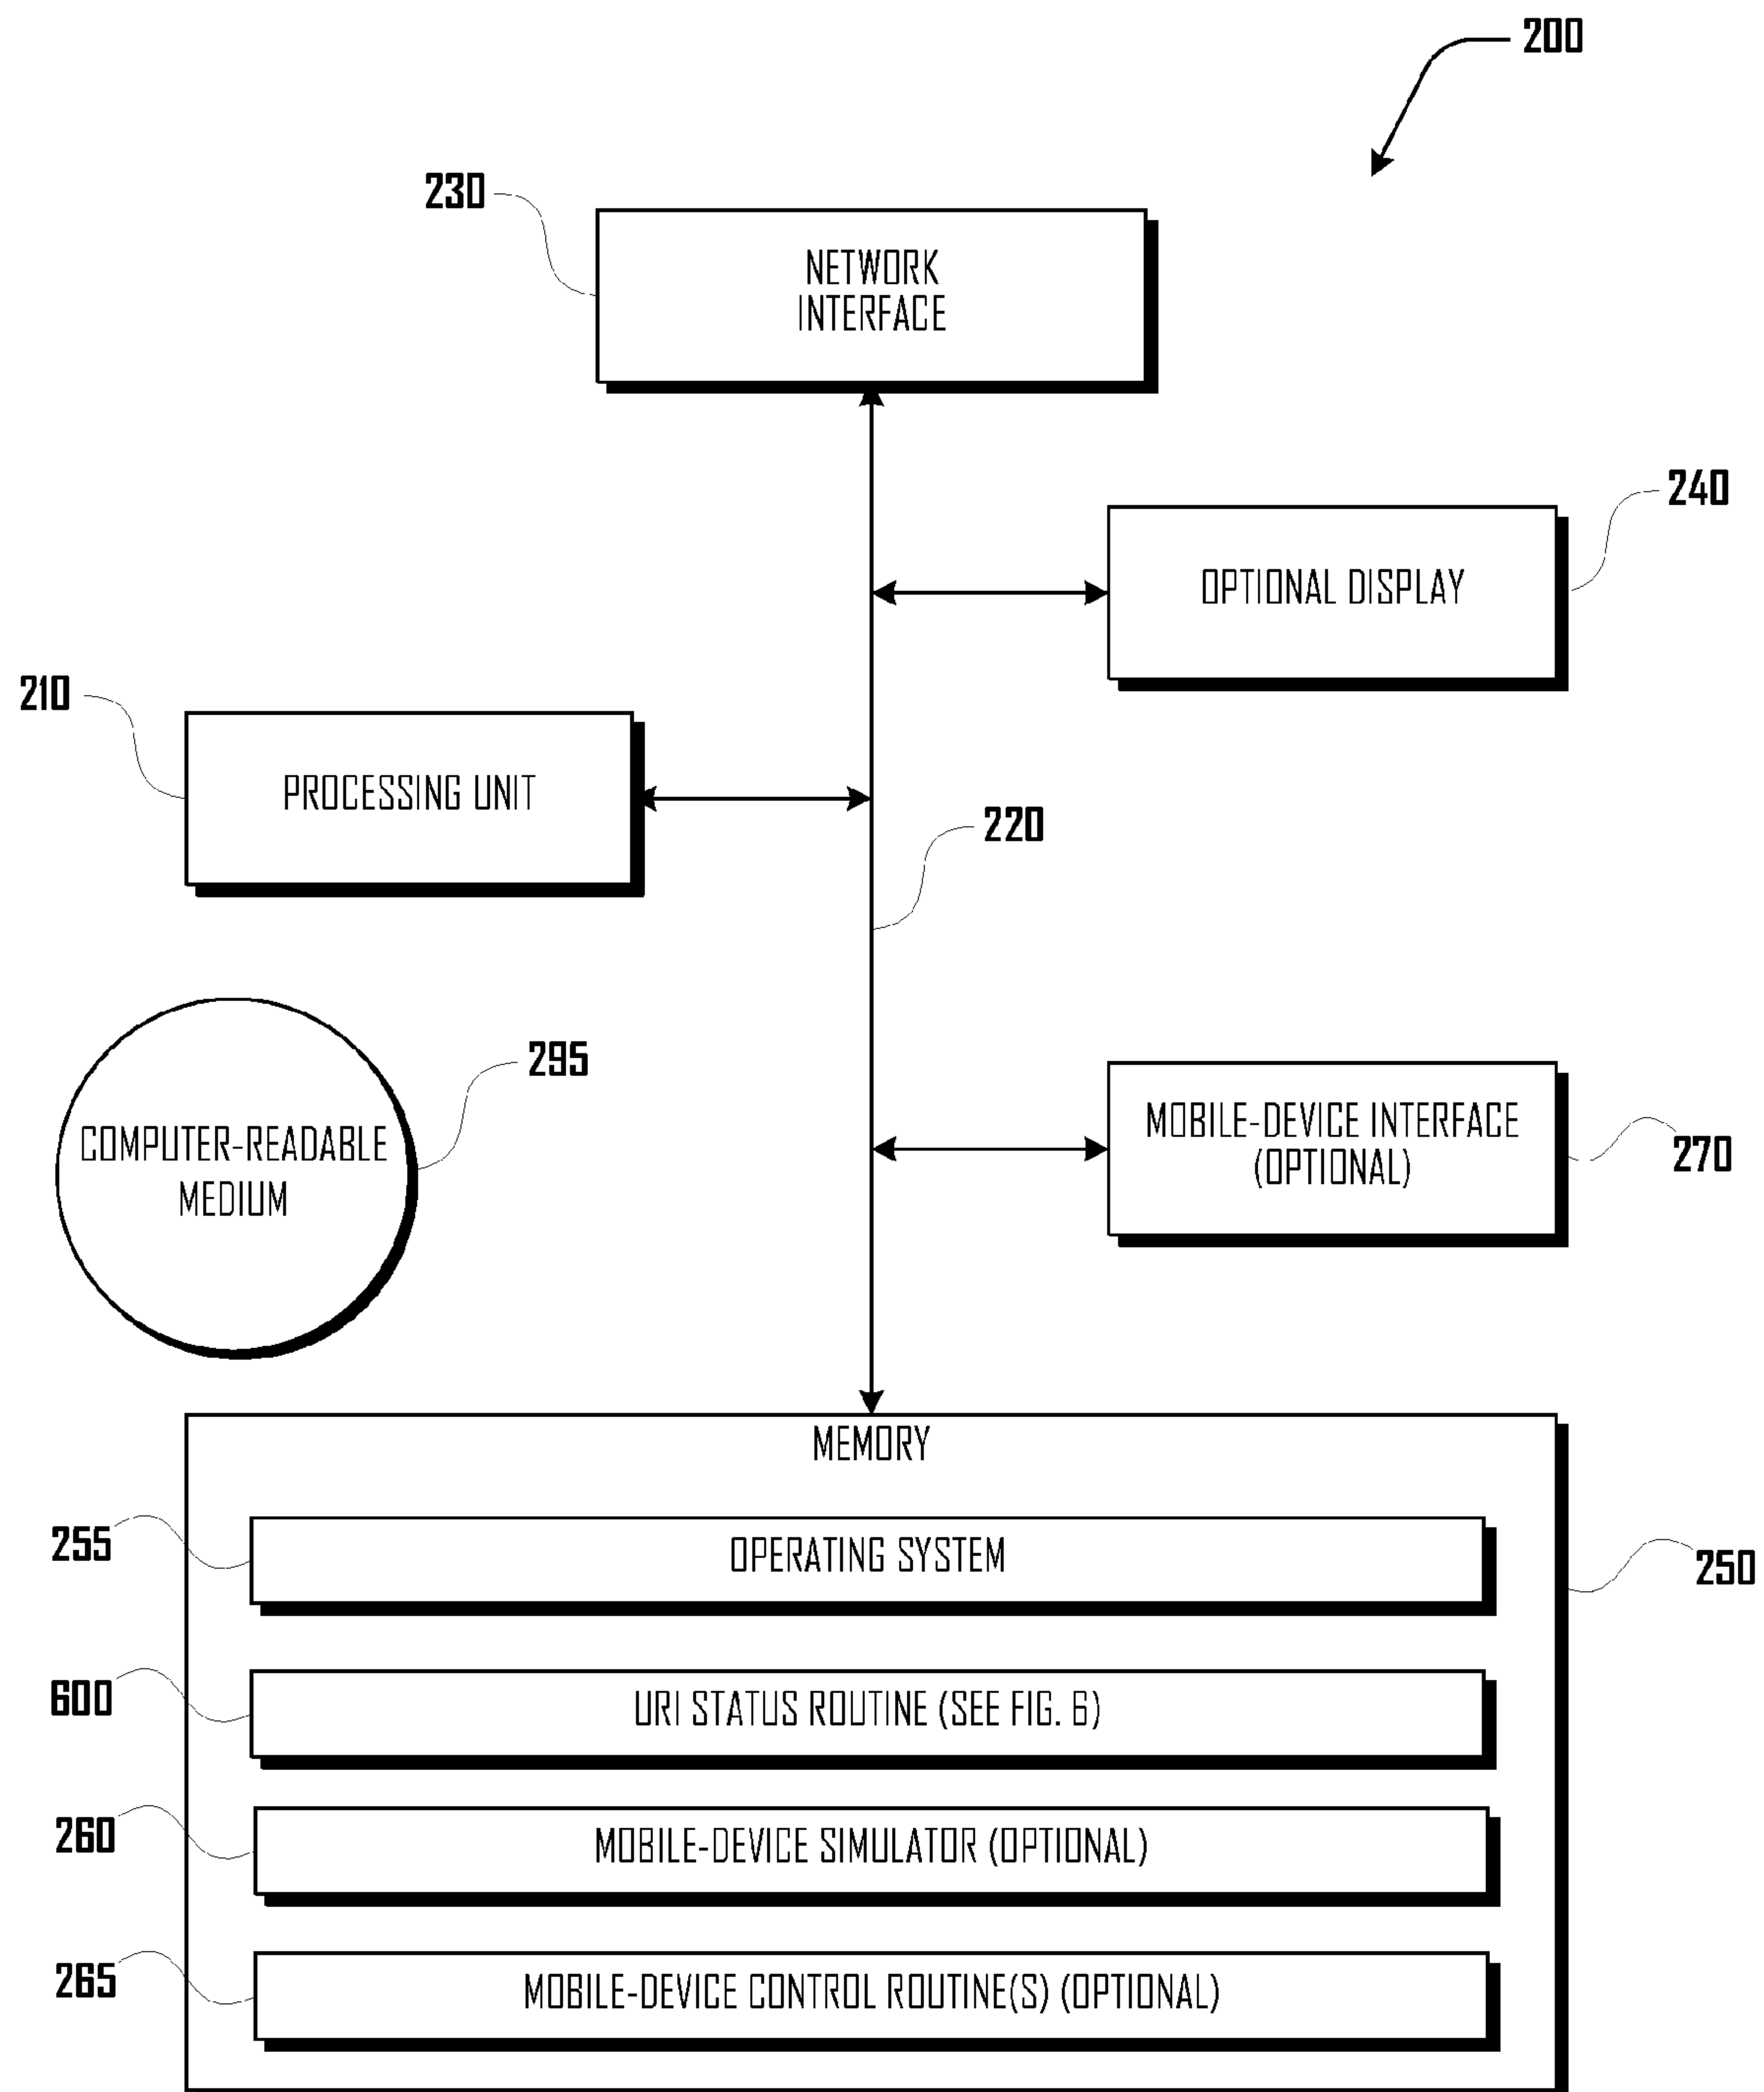 200
230
NETWORK
INTERFACE
240
OPTIONAL DISPLAY
210
PROCESSING UNIT
220
295
COMPUTER-READABLE
MEDIUM
MOBILE-DEVICE INTERFACE
(OPTIONAL)
270
MEMORY
255
OPERATING SYSTEM
250
600
URI STATUS ROUTINE (SEE FIG. 6)
260
MOBILE-DEVICE SIMULATOR (OPTIONAL)
265
MOBILE-DEVICE CONTROL ROUTINE(S) (OPTIONAL)